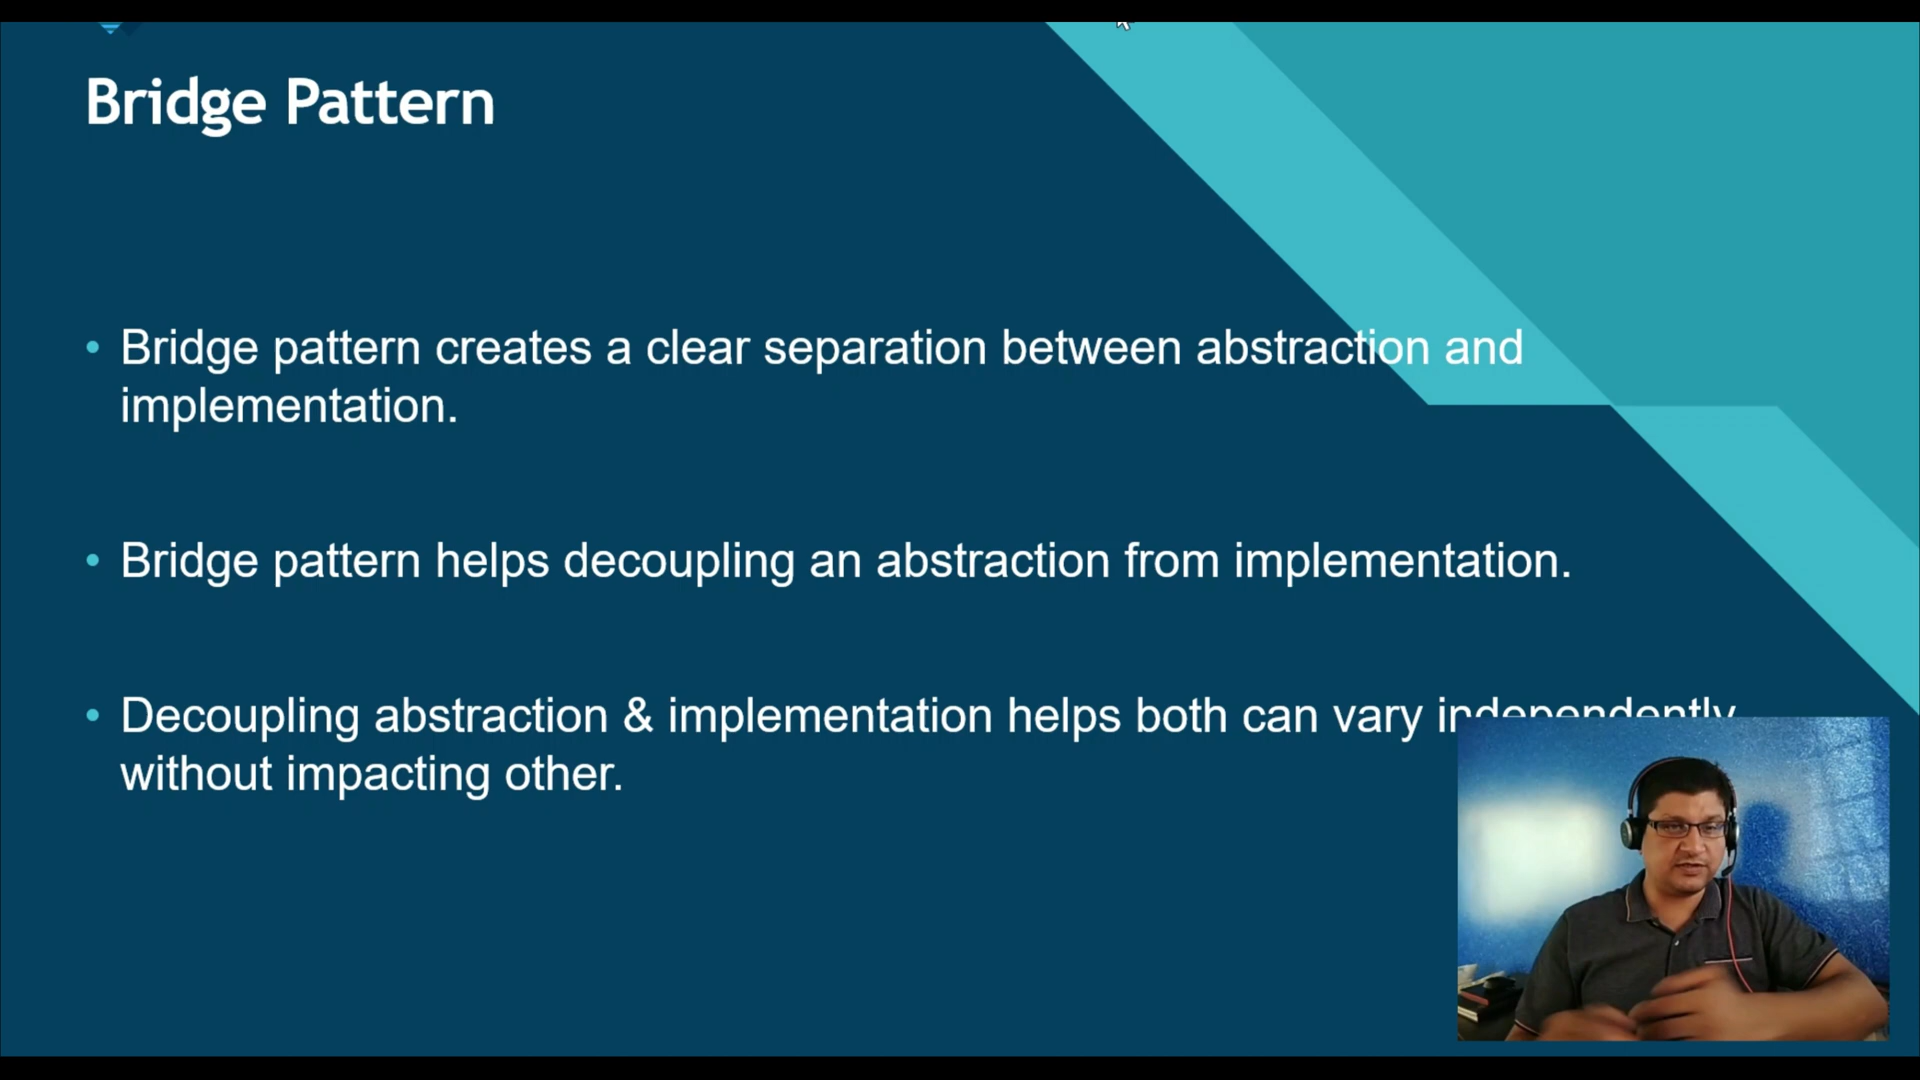 Bridge Pattern
• Bridge pattern creates a clear separation between abstraction and
implementation.
• Bridge pattern helps decoupling an abstraction from implementation.
• Decoupling abstraction & implementation helps both can vary independently
without impacting other.